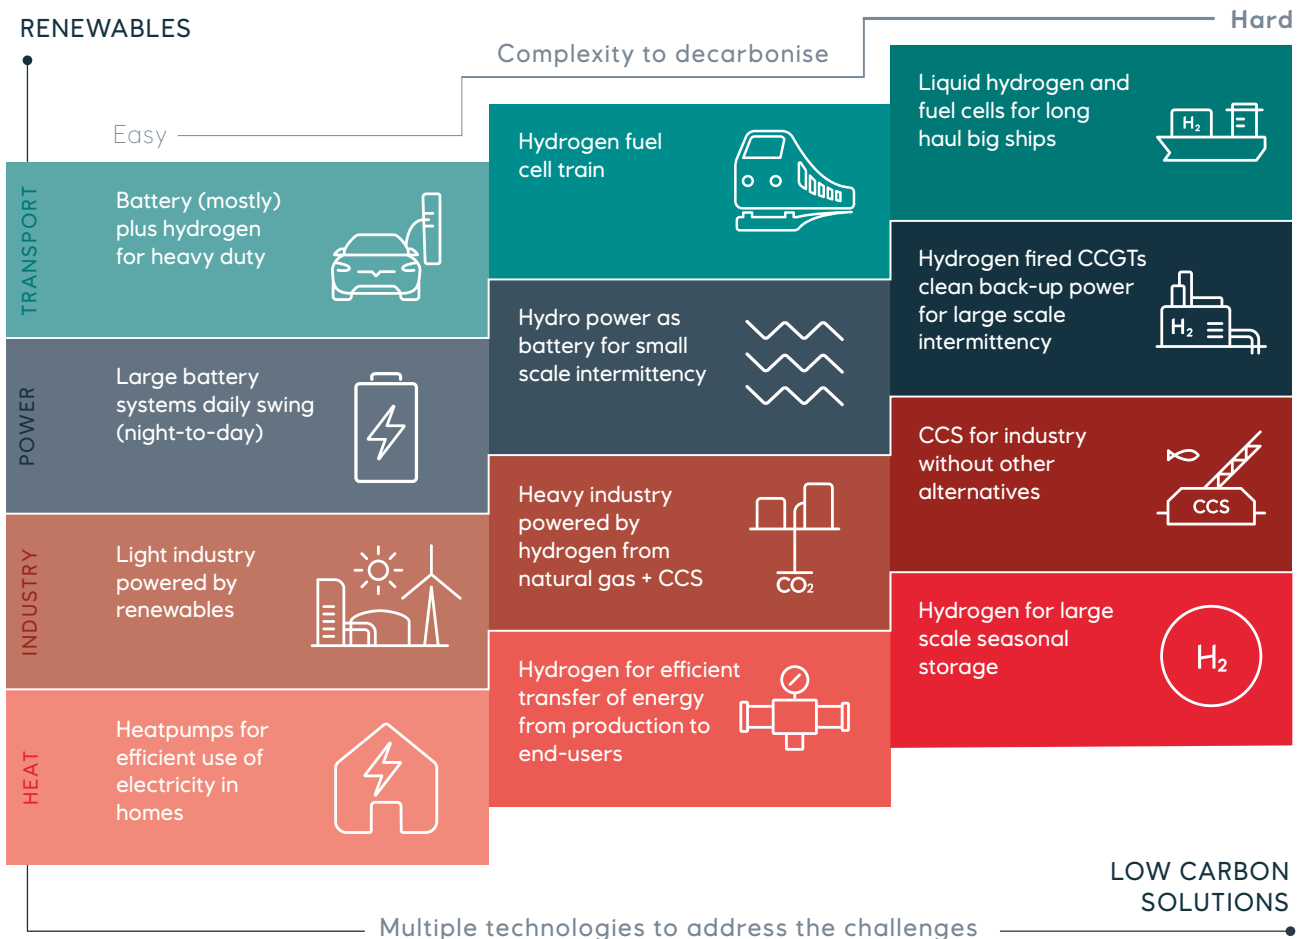 RENEWABLES
Complexity to decarbonise
Hard
Easy
TRANSPORT
Battery (mostly)
plus hydrogen
for heavy duty
Hydrogen fuel
cell train
Liquid hydrogen and
fuel cells for long
haul big ships
H₂
POWER
Large battery
systems daily swing
(night-to-day)
Hydro power as
battery for small
scale intermittency
Hydrogen fired CCGTs
clean back-up power
for large scale
intermittency
H₂
INDUSTRY
Light industry
powered by
renewables
Heavy industry
powered by
hydrogen from
natural gas + CCS
CO₂
CCS for industry
without other
alternatives
CCS
HEAT
Heatpumps for
efficient use of
electricity in
homes
Hydrogen for efficient
transfer of energy
from production to
end-users
Hydrogen for large
scale seasonal
storage
H₂
LOW CARBON
SOLUTIONS
Multiple technologies to address the challenges